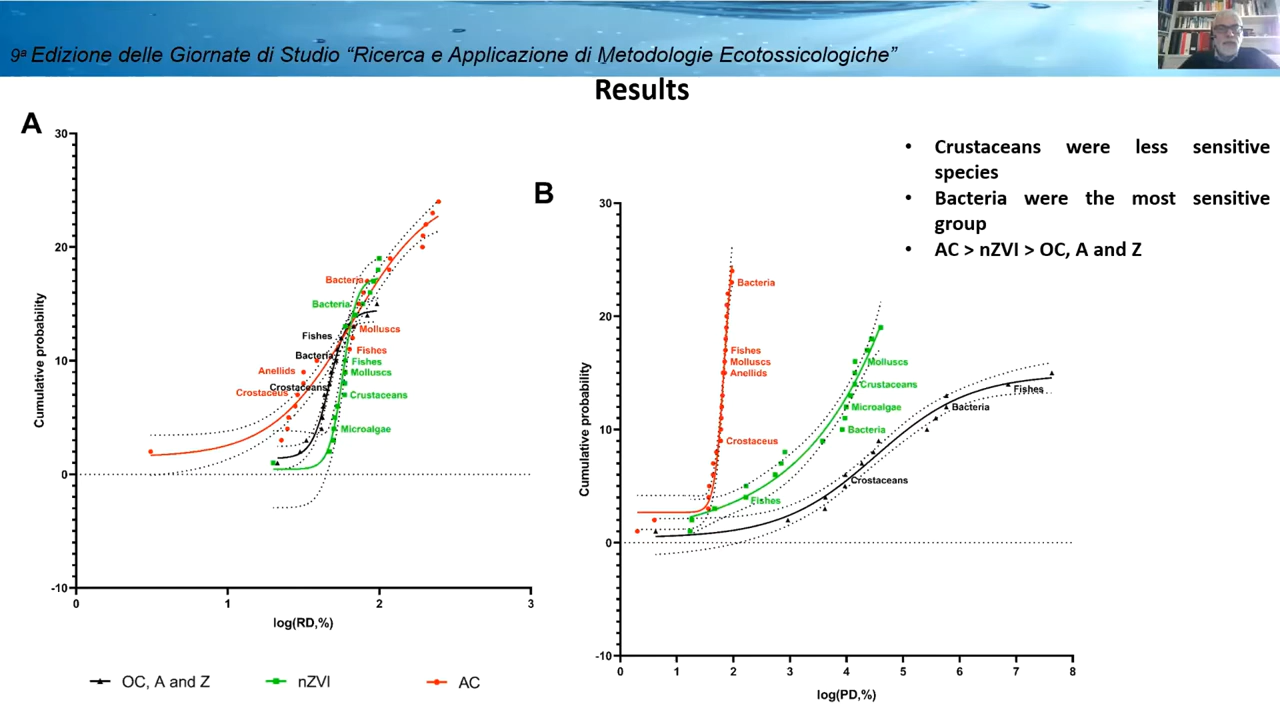 9ª Edizione delle Giornate di Studio “Ricerca e Applicazione di Metodologie Ecotossicologiche”
Results
A
30
20
10
0
-10
Cumulative probability
Bacteria
Bacteria
Fishes
Molluscs
Bacteria
Fishes
Fishes
Anellids
Molluscs
Crostaceans
Crostaceus
Crustaceans
Microalgae
0
1
2
3
log(RD,%)
OC, A and Z
nZVI
AC
B
30
20
10
0
-10
Cumulative probability
Bacteria
Fishes
Molluscs
Anellids
Crostaceus
Molluscs
Crustaceans
Microalgae
Bacteria
Fishes
Fishes
Bacteria
Crostaceans
0
1
2
3
4
5
6
7
8
log(PD,%)
• Crustaceans were less sensitive
species
• Bacteria were the most sensitive
group
• AC > nZVI > OC, A and Z